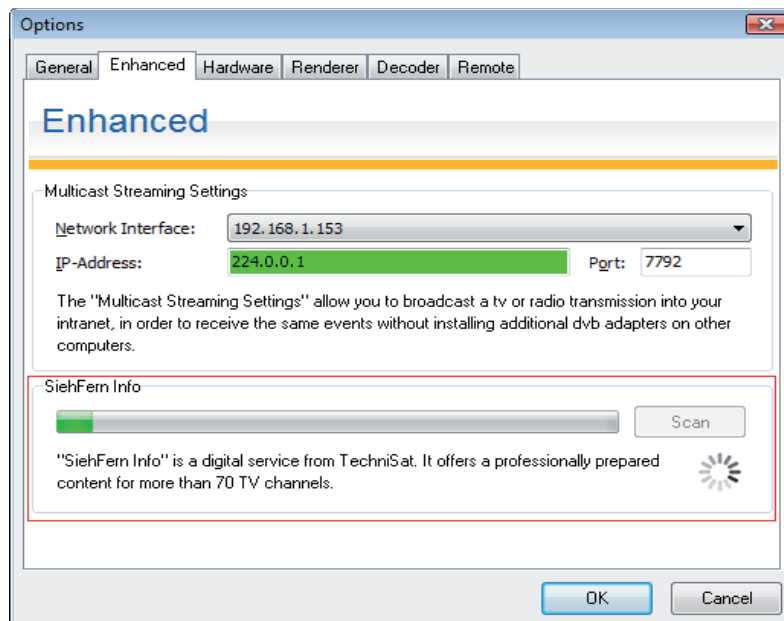 Options
General Enhanced Hardware Renderer Decoder Remote
Enhanced
Multicast Streaming Settings
Network Interface: 192.168.1.153
IP-Address: 224.0.0.1 Port: 7792
The "Multicast Streaming Settings" allow you to broadcast a tv or radio transmission into your
intranet, in order to receive the same events without installing additional dvb adapters on other
computers.
SiehFern Info
Scan
"SiehFern Info" is a digital service from TechniSat. It offers a professionally prepared
content for more than 70 TV channels.
OK Cancel